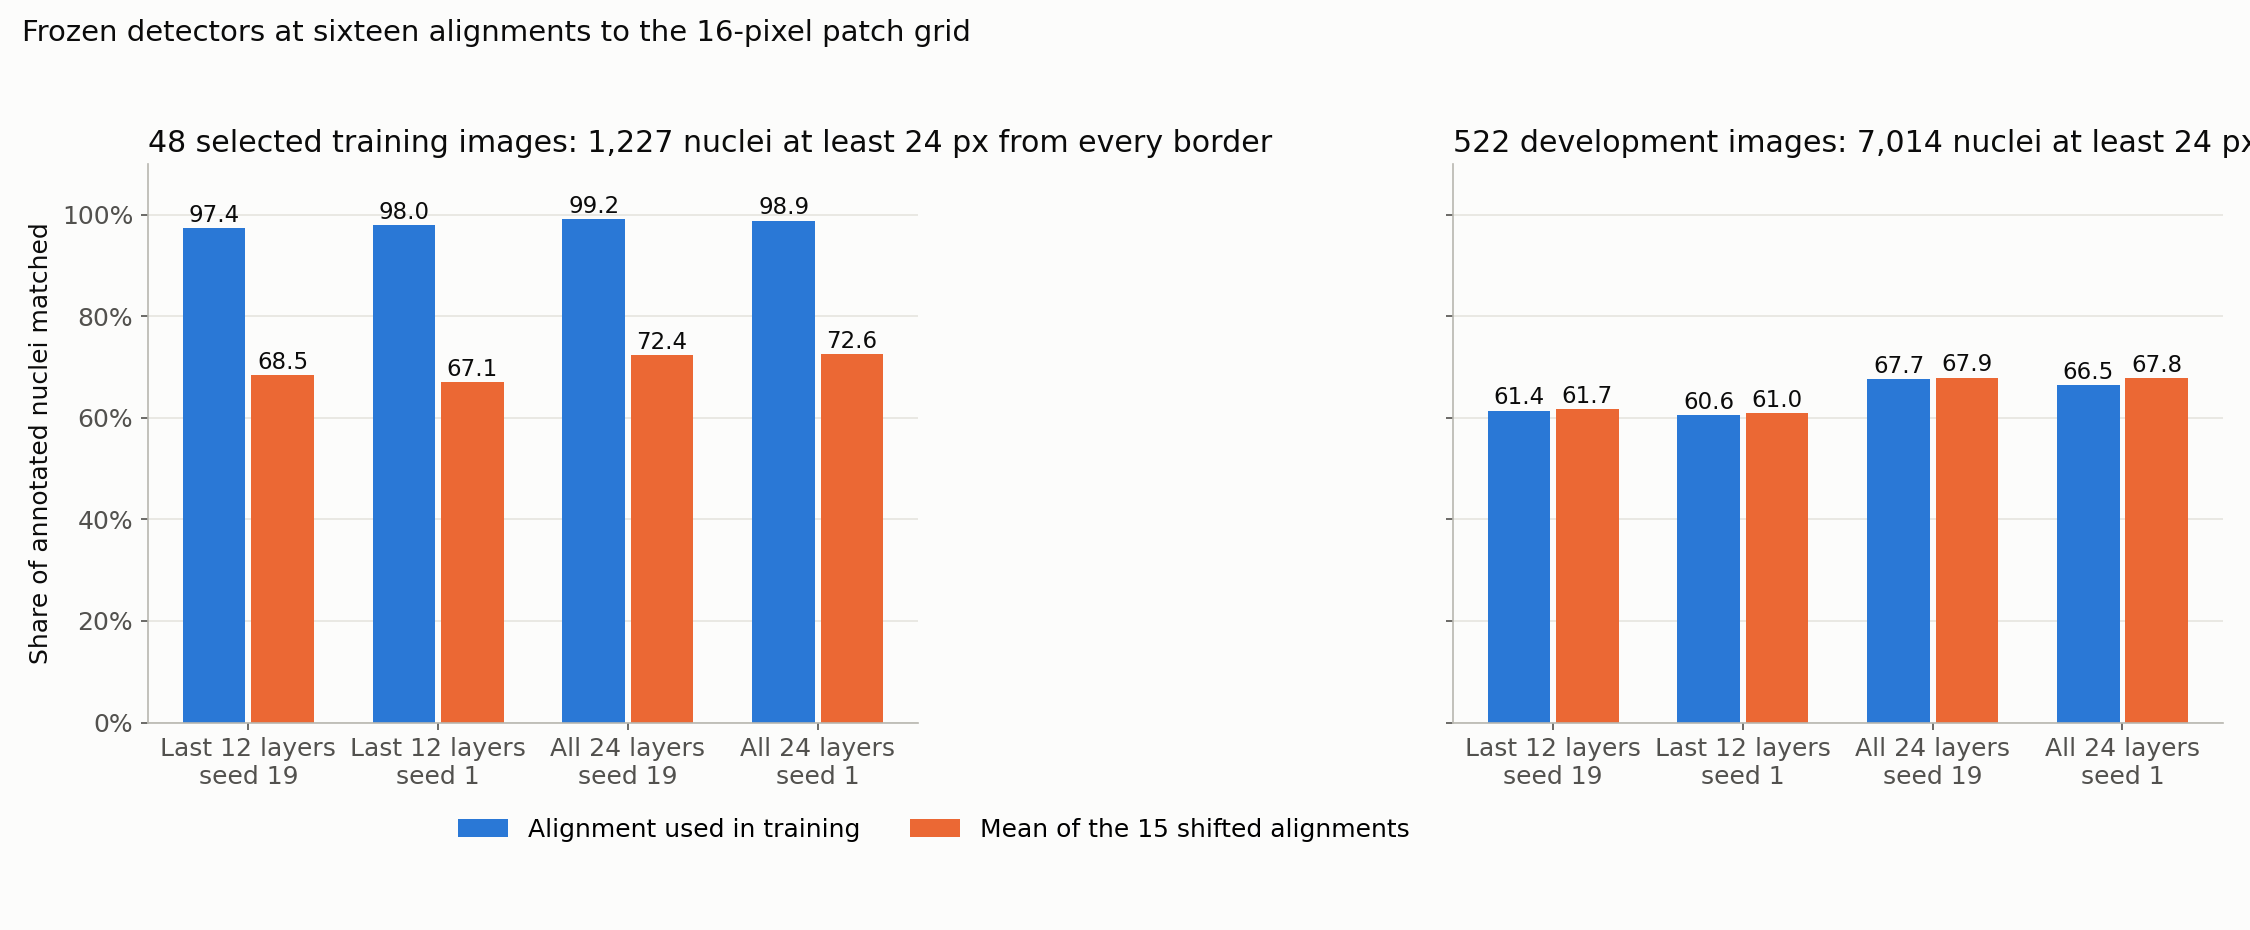 Frozen detectors at sixteen alignments to the 16-pixel patch grid
48 selected training images: 1,227 nuclei at least 24 px from every border
Share of annotated nuclei matched
100%
80%
60%
40%
20%
0%
97.4
68.5
98.0
67.1
99.2
72.4
98.9
72.6
Last 12 layers
seed 19
Last 12 layers
seed 1
All 24 layers
seed 19
All 24 layers
seed 1
522 development images: 7,014 nuclei at least 24 px
61.4
61.7
60.6
61.0
67.7
67.9
66.5
67.8
Last 12 layers
seed 19
Last 12 layers
seed 1
All 24 layers
seed 19
All 24 layers
seed 1
Alignment used in training
Mean of the 15 shifted alignments